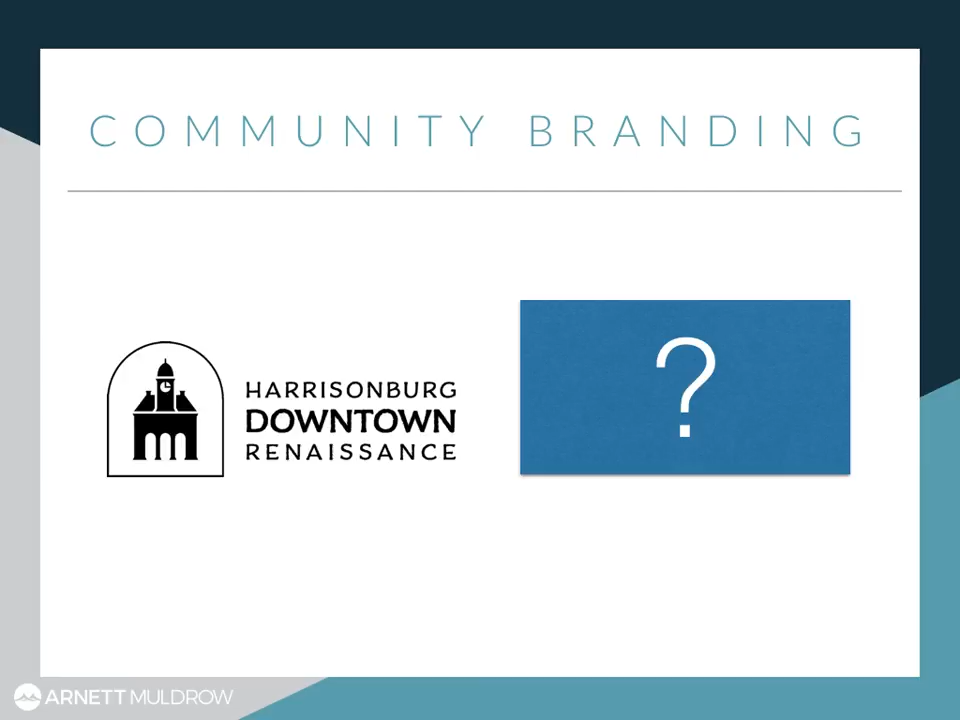 COMMUNITY BRANDING
HARRISONBURG
DOWNTOWN
RENAISSANCE
?
ARNETT MULDROW